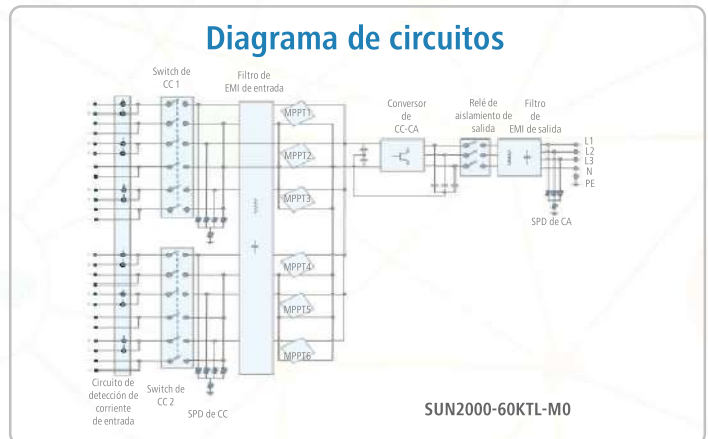 Diagrama de circuitos
Switch de
CC 1
Filtro de
EMI de entrada
MPPT1
MPPT2
MPPT3
MPPT4
MPPT5
MPPT6
Conversor
de
CC-CA
Relé de
aislamiento de
salida
Filtro
de
EMI de salida
L1
L2
L3
N
PE
SPD de CA
Circuito de
detección de
corriente
de entrada
Switch de
CC 2
SPD de CC
SUN2000-60KTL-M0